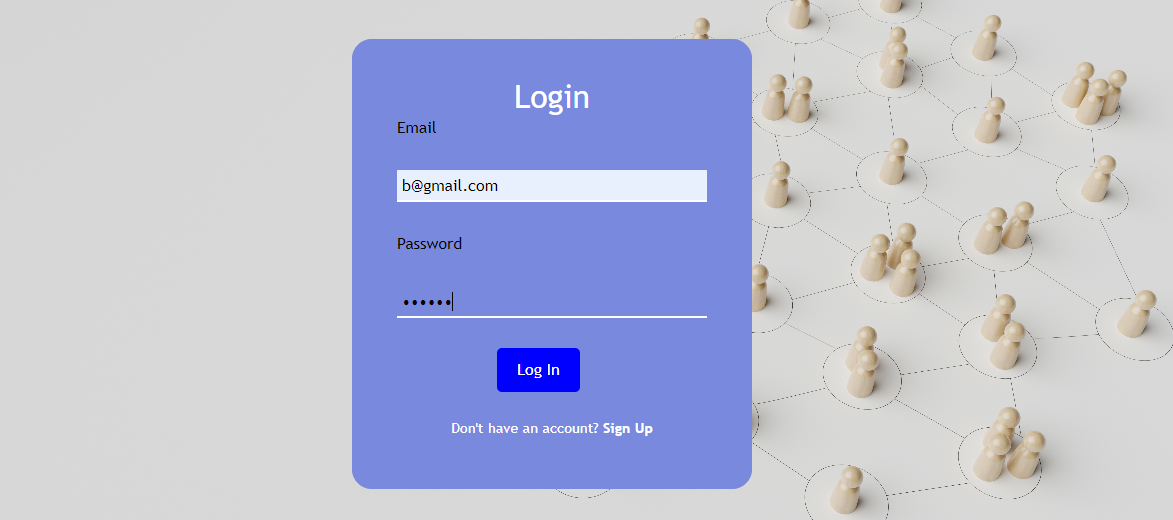 Login
Email
b@gmail.com
Password
••••••
Log In
Don't have an account? Sign Up